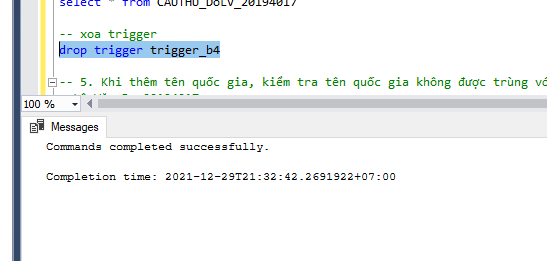 select * from CAUTHU_DoLV_20194017
-- xoa trigger
drop trigger trigger_b4
-- 5. Khi thêm tên quốc gia, kiểm tra tên quốc gia không được trùng vớ
100 %
Messages
Commands completed successfully.
Completion time: 2021-12-29T21:32:42.2691922+07:00